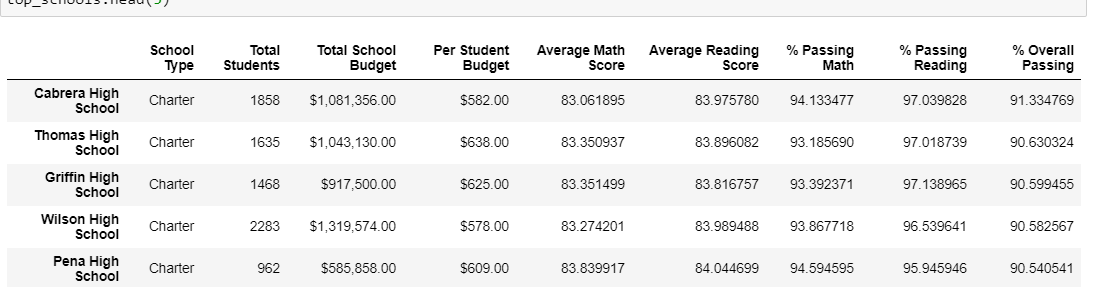 top_schools.head(5)
School Type Total Students Total School Budget Per Student Budget Average Math Score Average Reading Score % Passing Math % Passing Reading % Overall Passing
Cabrera High School Charter 1858 $1,081,356.00 $582.00 83.061895 83.975780 94.133477 97.039828 91.334769
Thomas High School Charter 1635 $1,043,130.00 $638.00 83.350937 83.896082 93.185690 97.018739 90.630324
Griffin High School Charter 1468 $917,500.00 $625.00 83.351499 83.816757 93.392371 97.138965 90.599455
Wilson High School Charter 2283 $1,319,574.00 $578.00 83.274201 83.989488 93.867718 96.539641 90.582567
Pena High School Charter 962 $585,858.00 $609.00 83.839917 84.044699 94.594595 95.945946 90.540541